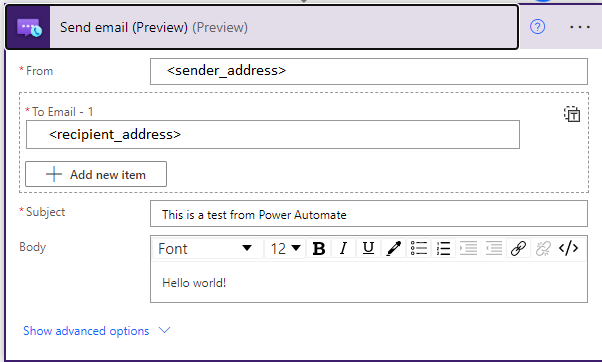 Send email (Preview) (Preview)
* From
<sender_address>
* To Email - 1
<recipient_address>
Add new item
* Subject
This is a test from Power Automate
Body
Font 12 B I U </>
Hello world!
Show advanced options